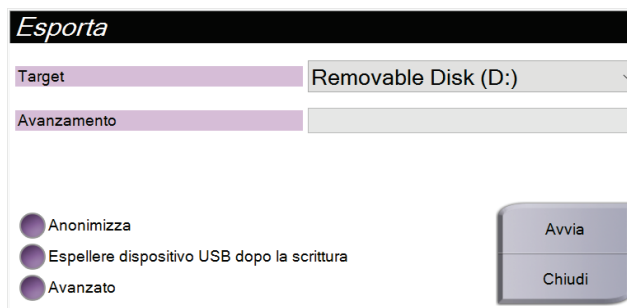 Esporta
Target Removable Disk (D:)
Avanzamento
Anonimizza
Espellere dispositivo USB dopo la scrittura
Avanzato
Avvia
Chiudi